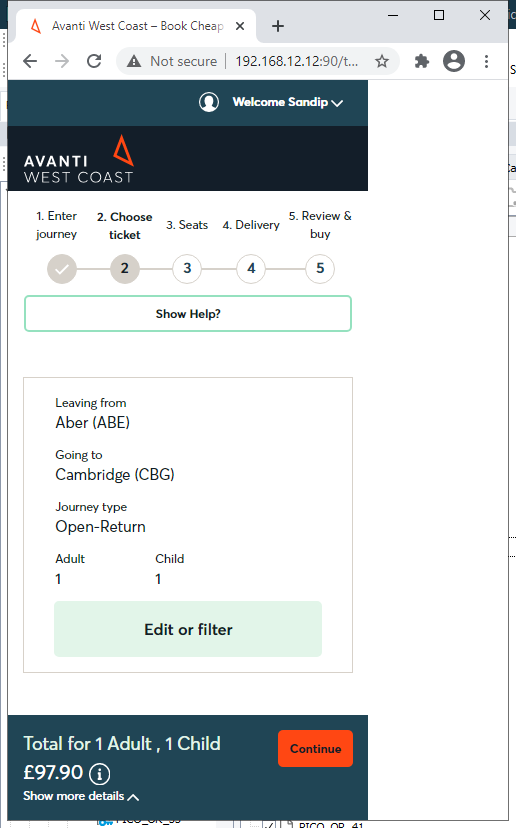 Avanti West Coast – Book Cheap
Not secure | 192.168.12.12:90/t...
Welcome Sandip
AVANTI
WEST COAST
1. Enter journey
2. Choose ticket
3. Seats
4. Delivery
5. Review & buy
2
3
4
5
Show Help?
Leaving from
Aber (ABE)
Going to
Cambridge (CBG)
Journey type
Open-Return
Adult Child
1 1
Edit or filter
Total for 1 Adult , 1 Child
£97.90
Continue
Show more details